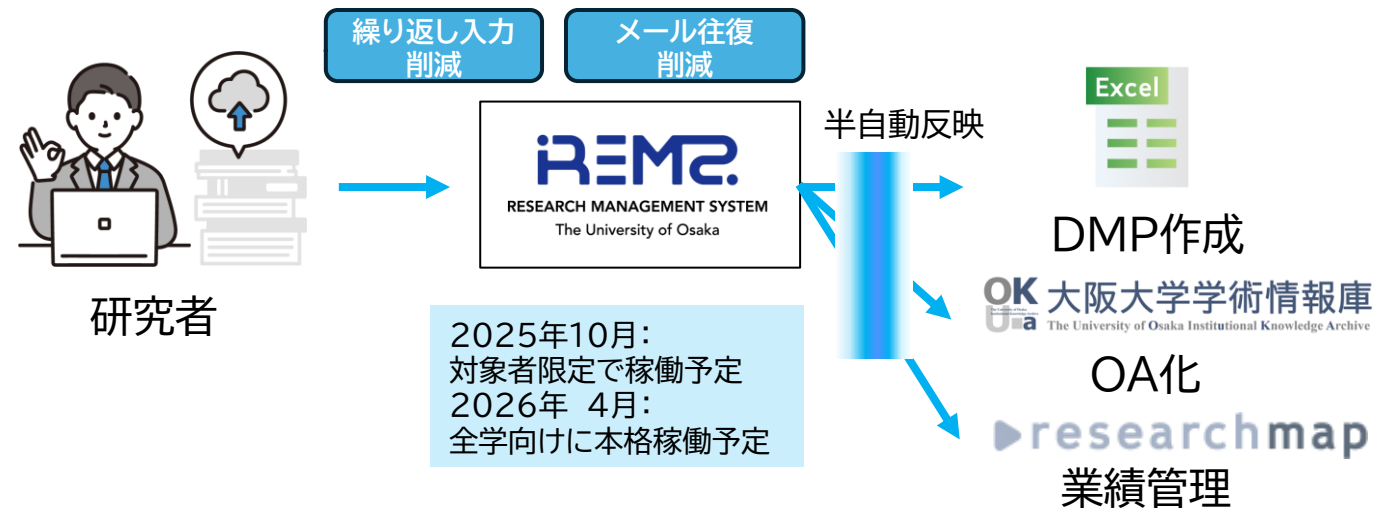 繰り返し入力
削減
メール往復
削減
研究者
iREMS.
RESEARCH MANAGEMENT SYSTEM
The University of Osaka
2025年10月:
対象者限定で稼働予定
2026年 4月:
全学向けに本格稼働予定
半自動反映
Excel
DMP作成
OUKa 大阪大学学術情報庫
The University of Osaka Institutional Knowledge Archive
OA化
researchmap
業績管理